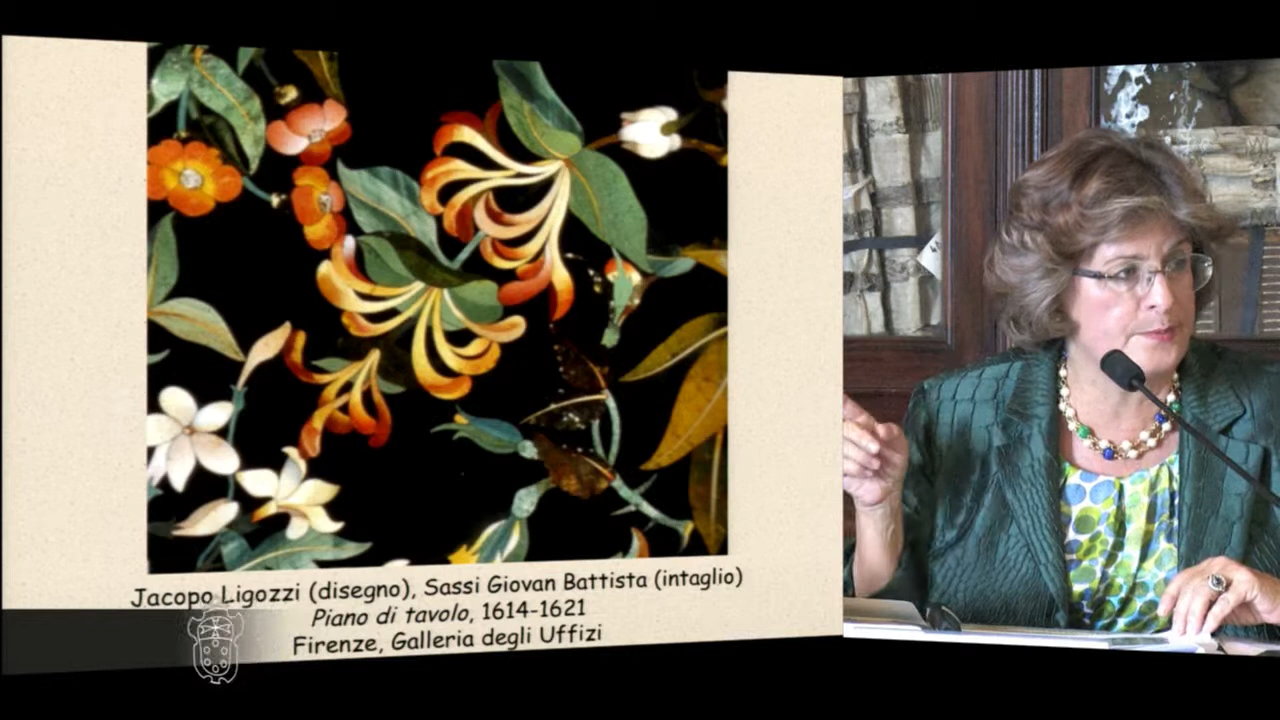 Jacopo Ligozzi (disegno), Sassi Giovan Battista (intaglio)
Piano di tavolo, 1614-1621
Firenze, Galleria degli Uffizi